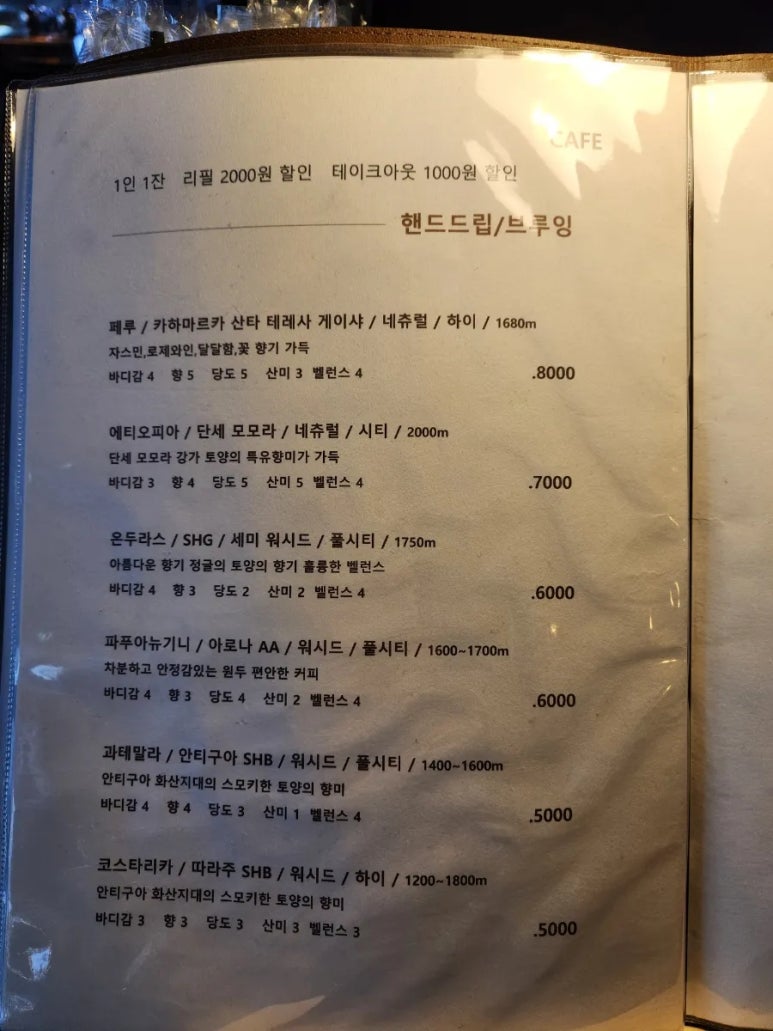 CAFE
1인 1잔 리필 2000원 할인 테이크아웃 1000원 할인
핸드드립/브루잉
페루 / 카하마르카 산타 테레사 게이샤 / 네츄럴 / 하이 / 1680m
자스민,로제와인,달달함,꽃 향기 가득
바디감 4 향 5 당도 5 산미 3 벨런스 4 .8000
에티오피아 / 단세 모모라 / 네츄럴 / 시티 / 2000m
단세 모모라 강가 토양의 특유향미가 가득
바디감 3 향 4 당도 5 산미 5 벨런스 4 .7000
온두라스 / SHG / 세미 워시드 / 풀시티 / 1750m
아름다운 향기 정글의 토양의 향기 훌륭한 벨런스
바디감 4 향 3 당도 2 산미 2 벨런스 4 .6000
파푸아뉴기니 / 아로나 AA / 워시드 / 풀시티 / 1600~1700m
차분하고 안정감있는 원두 편안한 커피
바디감 4 향 3 당도 4 산미 2 벨런스 4 .6000
과테말라 / 안티구아 SHB / 워시드 / 풀시티 / 1400~1600m
안티구아 화산지대의 스모키한 토양의 향미
바디감 4 향 4 당도 3 산미 1 벨런스 4 .5000
코스타리카 / 따라주 SHB / 워시드 / 하이 / 1200~1800m
안티구아 화산지대의 스모키한 토양의 향미
바디감 3 향 3 당도 3 산미 3 벨런스 3 .5000